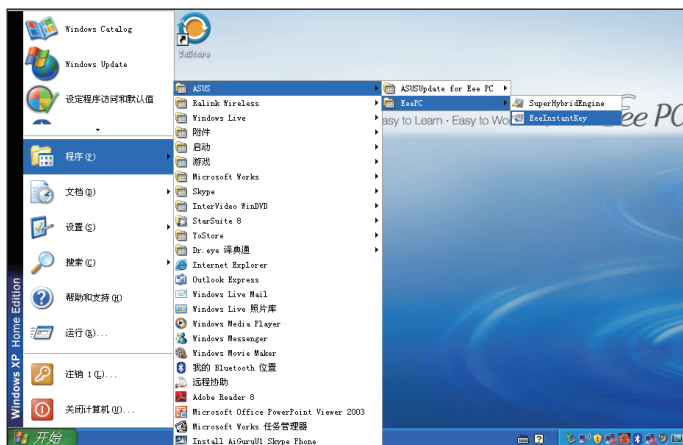 Windows Catalog
Windows Update
设定程序访问和默认值
程序(P)
文档(D)
设置(S)
搜索(C)
帮助和支持(H)
运行(R)...
注销 1(L)...
关闭计算机(U)...
Windows XP Home Edition
开始
YoStore
ASUS
Ralink Wireless
Windows Live
附件
启动
游戏
Microsoft Works
Skype
InterVideo WinDVD
StarSuite 8
YoStore
Dr.eye 译典通
Internet Explorer
Outlook Express
Windows Live Mail
Windows Live 照片库
Windows Media Player
Windows Messenger
Windows Movie Maker
我的 Bluetooth 位置
远程协助
Adobe Reader 8
Microsoft Office PowerPoint Viewer 2003
Microsoft Works 任务管理器
Install AiGuruU1 Skype Phone
ASUSUpdate for Eee PC
EeePC
SuperHybridEngine
EeeInstantKey
asy to Learn · Easy to Wo
Eee PC